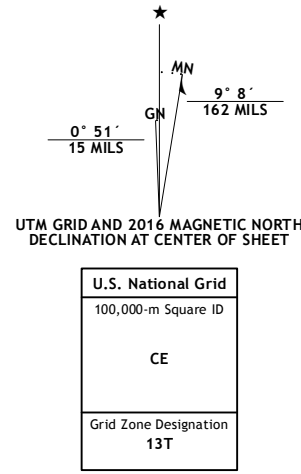 ★
MN
GN
9° 8´
162 MILS
0° 51´
15 MILS
UTM GRID AND 2016 MAGNETIC NORTH
DECLINATION AT CENTER OF SHEET
U.S. National Grid
100,000-m Square ID
CE
Grid Zone Designation
13T